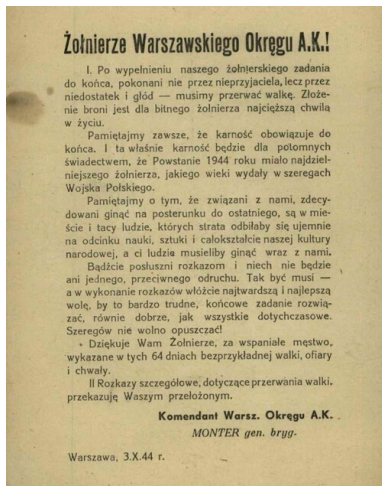 Żołnierze Warszawskiego Okręgu A.K.!
I. Po wypełnieniu naszego żołnierskiego zadania
do końca, pokonani nie przez nieprzyjaciela, lecz przez
niedostatek i głód — musimy przerwać walkę. Złoże-
nie broni jest dla bitnego żołnierza najcięższą chwilą
w życiu.
Pamiętajmy zawsze, że karność obowiązuje do
końca. I ta właśnie karność będzie dla potomnych
świadectwem, że Powstanie 1944 roku miało najdziel-
niejszego żołnierza, jakiego wieki wydały w szeregach
Wojska Polskiego.
Pamiętajmy o tym, że związani z nami, zdecy-
dowani ginąć na posterunku do ostatniego, są w mie-
ście i tacy ludzie, których strata odbiłaby się ujemnie
na odcinku nauki, sztuki i całokształcie naszej kultury
narodowej, a ci ludzie musieliby ginąć wraz z nami.
Bądźcie posłuszni rozkazom i niech nie będzie
ani jednego, przeciwnego odruchu. Tak być musi —
a w wykonanie rozkazów włóżcie najtwardszą i najlepszą
wolę, by to bardzo trudne, końcowe zadanie rozwią-
zać, równie dobrze, jak wszystkie dotychczasowe.
Szeregów nie wolno opuszczać!
Dziękuje Wam Żołnierze, za wspaniałe męstwo,
wykazane w tych 64 dniach bezprzykładnej walki, ofiary
i chwały.
II Rozkazy szczegółowe, dotyczące przerwania walki,
przekazuję Waszym przełożonym.
Komendant Warsz. Okręgu A.K.
MONTER gen. bryg.
Warszawa, 3.X.44 r.